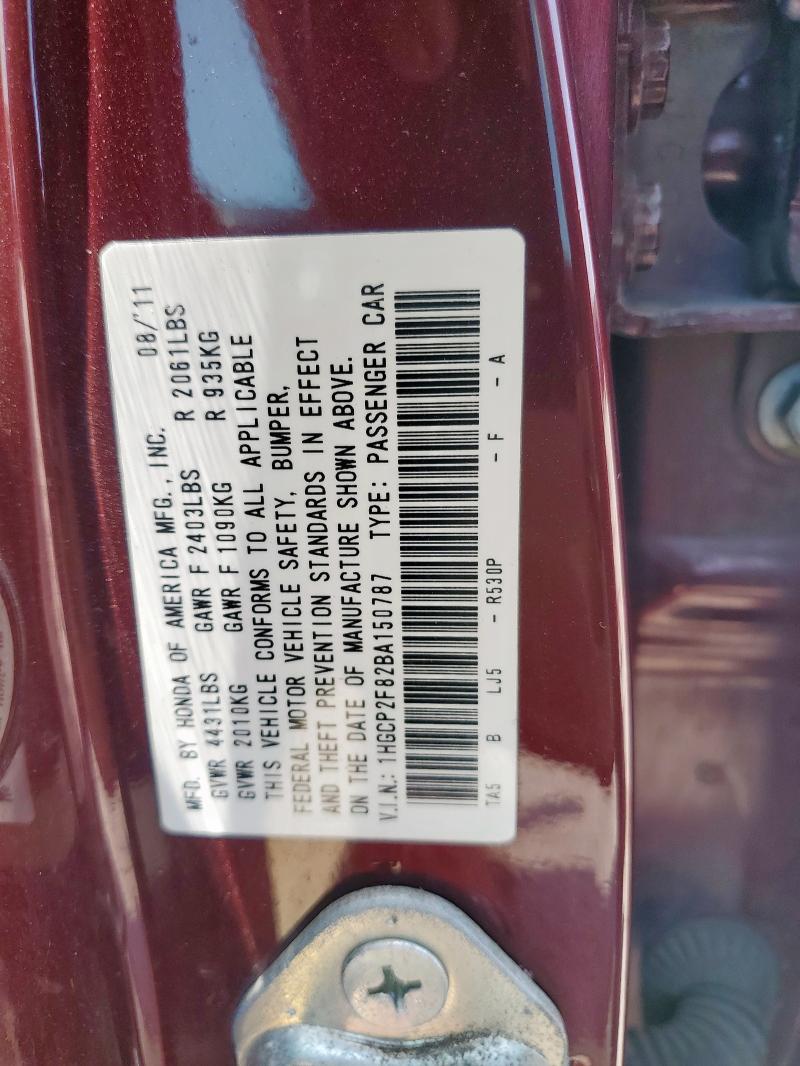 MFD. BY HONDA OF AMERICA MFG., INC. 08/'11
GVWR 4431LBS GAWR F 2403LBS R 2061LBS
GVWR 2010KG GAWR F 1090KG R 935KG
THIS VEHICLE CONFORMS TO ALL APPLICABLE
FEDERAL MOTOR VEHICLE SAFETY, BUMPER,
AND THEFT PREVENTION STANDARDS IN EFFECT
ON THE DATE OF MANUFACTURE SHOWN ABOVE.
V.I.N.: 1HGCP2F82BA150787 TYPE: PASSENGER CAR
TA5 B LJ5 - R530P - F - A